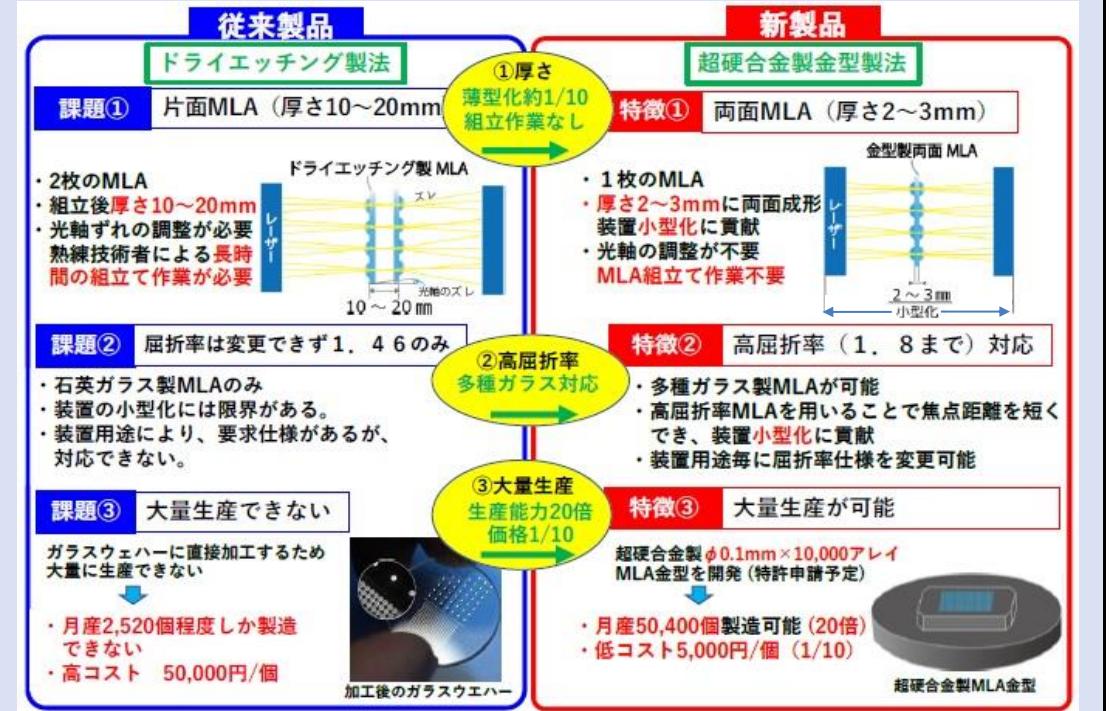 従来製品
ドライエッチング製法
課題①
片面MLA（厚さ10～20mm
ドライエッチング製 MLA
・2枚のMLA
・組立後厚さ10～20mm
・光軸ずれの調整が必要
熟練技術者による長時
間の組立て作業が必要
レーザー
ズレ
光軸のズレ
10 ～ 20 ㎜
課題②
屈折率は変更できず1．46のみ
・石英ガラス製MLAのみ
・装置の小型化には限界がある。
・装置用途により、要求仕様があるが、
対応できない。
課題③
大量生産できない
ガラスウェハーに直接加工するため
大量に生産できない
・月産2,520個程度しか製造
できない
・高コスト　50,000円/個
加工後のガラスウエハー
①厚さ
薄型化約1/10
組立作業なし
②高屈折率
多種ガラス対応
③大量生産
生産能力20倍
価格1/10
新製品
超硬合金製金型製法
特徴①
両面MLA（厚さ2～3mm）
金型製両面 MLA
・１枚のMLA
・厚さ2～3mmに両面成形
装置小型化に貢献
・光軸の調整が不要
MLA組立て作業不要
レーザー
2 ～ 3 ㎜
小型化
特徴②
高屈折率（1．8まで）対応
・多種ガラス製MLAが可能
・高屈折率MLAを用いることで焦点距離を短く
でき、装置小型化に貢献
・装置用途毎に屈折率仕様を変更可能
特徴③
大量生産が可能
超硬合金製φ0.1mm×10,000アレイ
MLA金型を開発（特許申請予定）
・月産50,400個製造可能（20倍）
・低コスト5,000円/個（1/10）
超硬合金製MLA金型